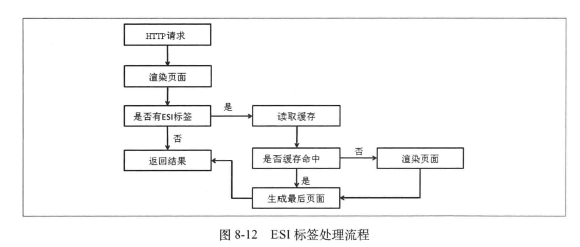 HTTP请求
渲染页面
是否有ESI标签
是
读取缓存
否
返回结果
是否缓存命中
否
渲染页面
是
生成最后页面
图 8-12 ESI 标签处理流程